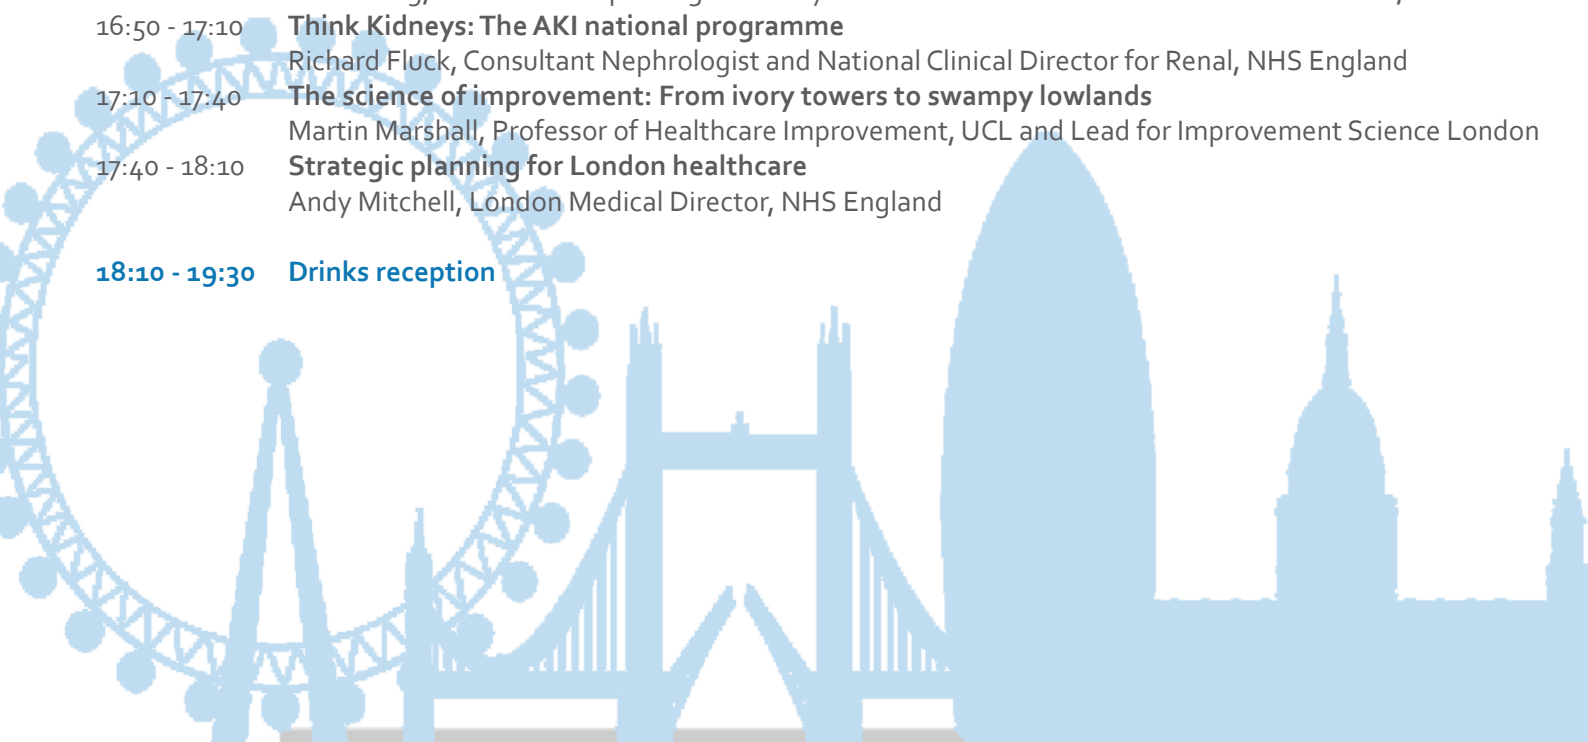 16:50 - 17:10 Think Kidneys: The AKI national programme
Richard Fluck, Consultant Nephrologist and National Clinical Director for Renal, NHS England
17:10 - 17:40 The science of improvement: From ivory towers to swampy lowlands
Martin Marshall, Professor of Healthcare Improvement, UCL and Lead for Improvement Science London
17:40 - 18:10 Strategic planning for London healthcare
Andy Mitchell, London Medical Director, NHS England
18:10 - 19:30 Drinks reception